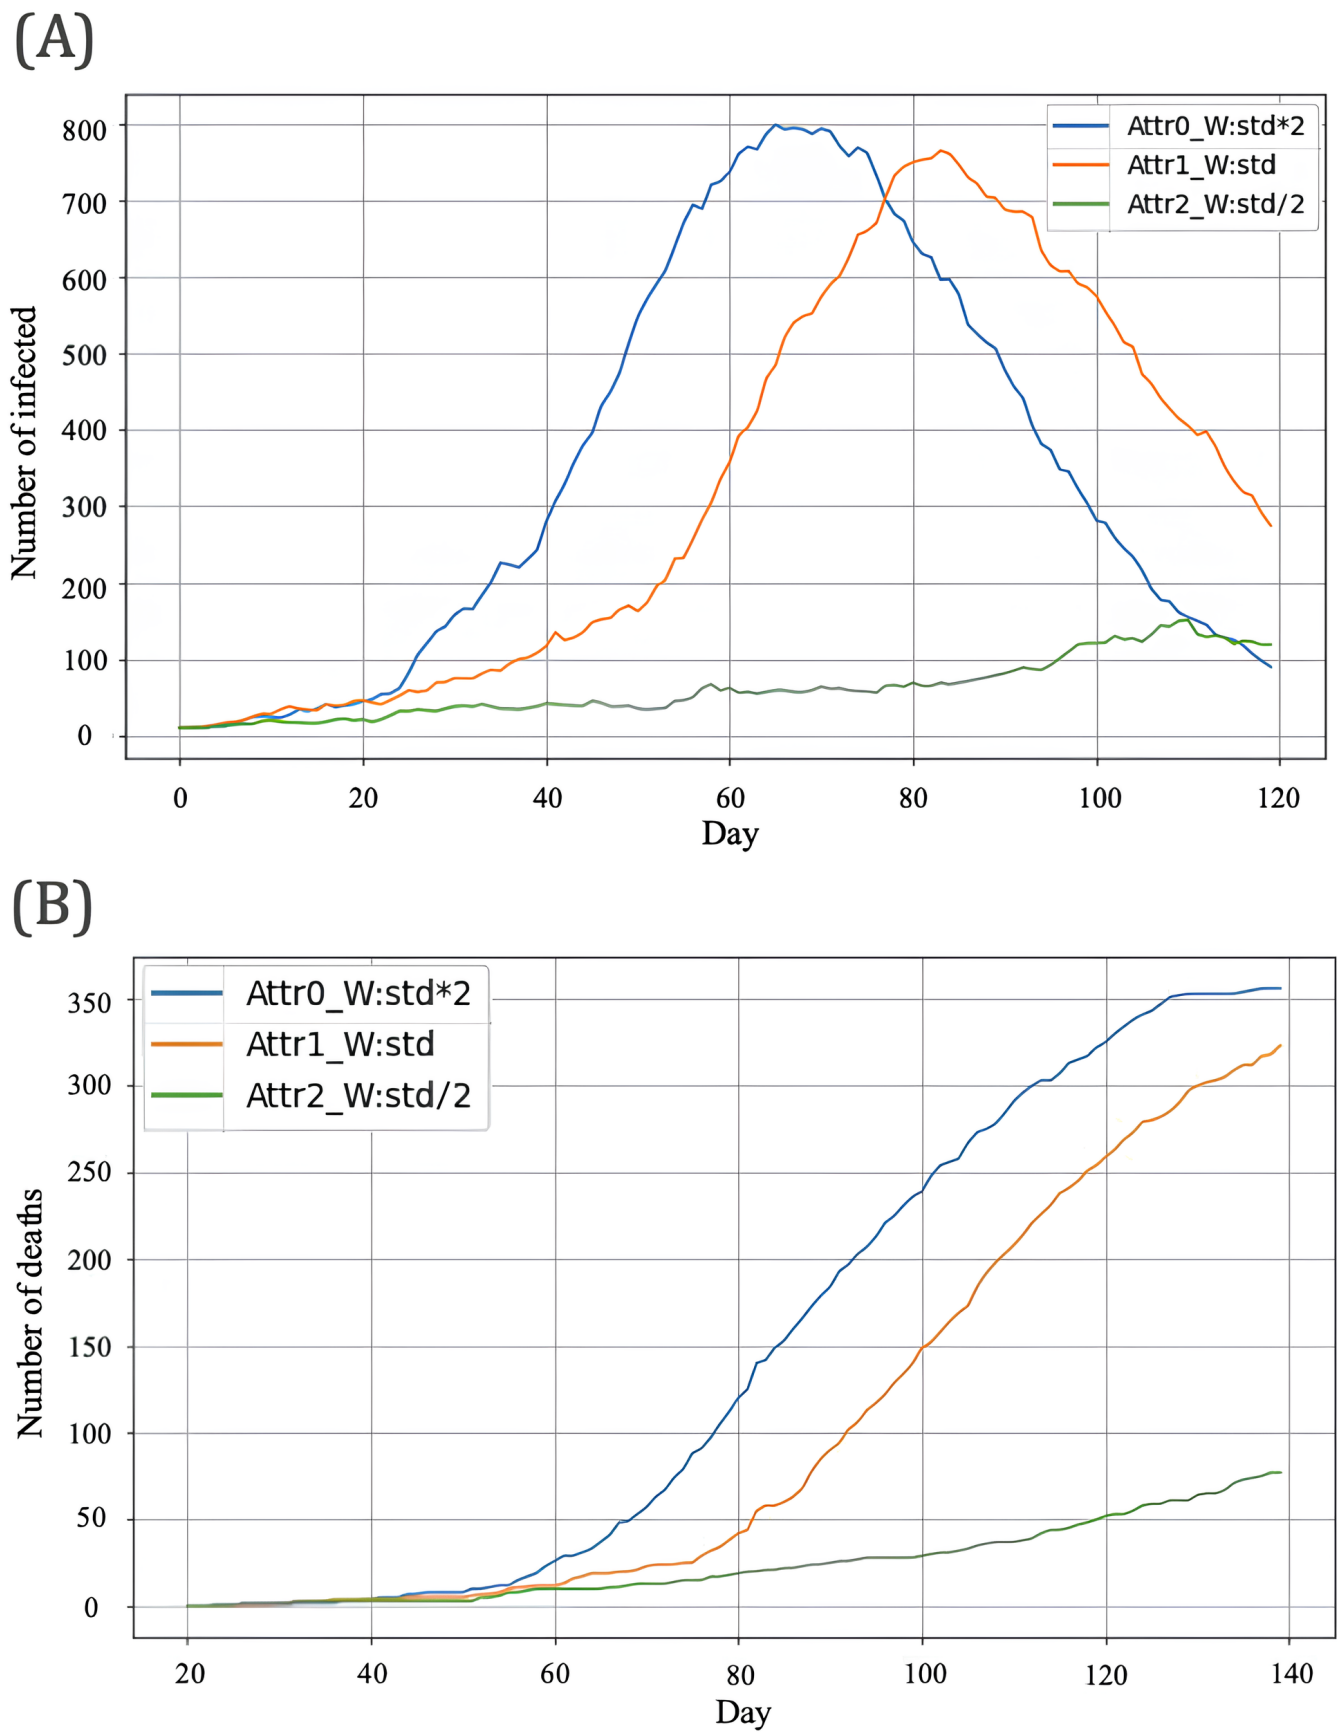 (A)
800
700
600
500
400
300
200
100
0
Number of infected
Attr0_W:std*2
Attr1_W:std
Attr2_W:std/2
0 20 40 60 80 100 120
Day
(B)
350
300
250
200
150
100
50
0
Number of deaths
Attr0_W:std*2
Attr1_W:std
Attr2_W:std/2
20 40 60 80 100 120 140
Day